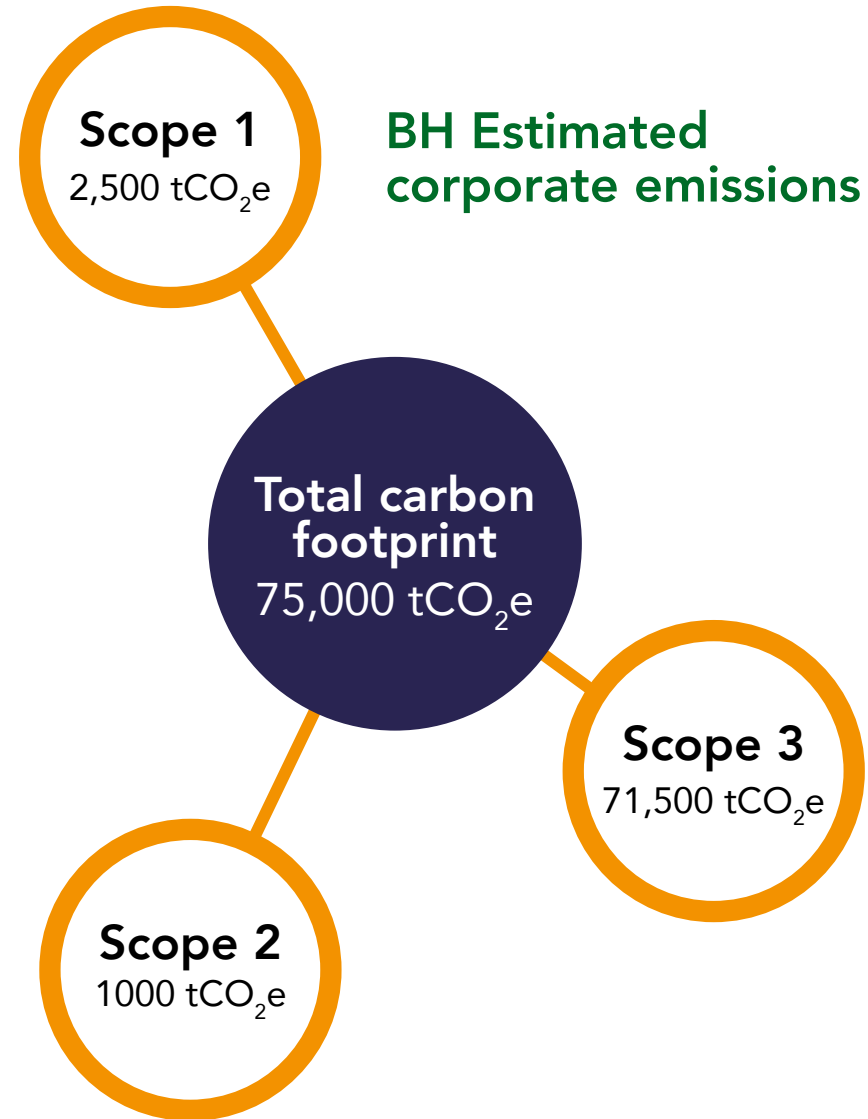 BH Estimated
corporate emissions
Scope 1
2,500 tCO₂e
Total carbon
footprint
75,000 tCO₂e
Scope 3
71,500 tCO₂e
Scope 2
1000 tCO₂e